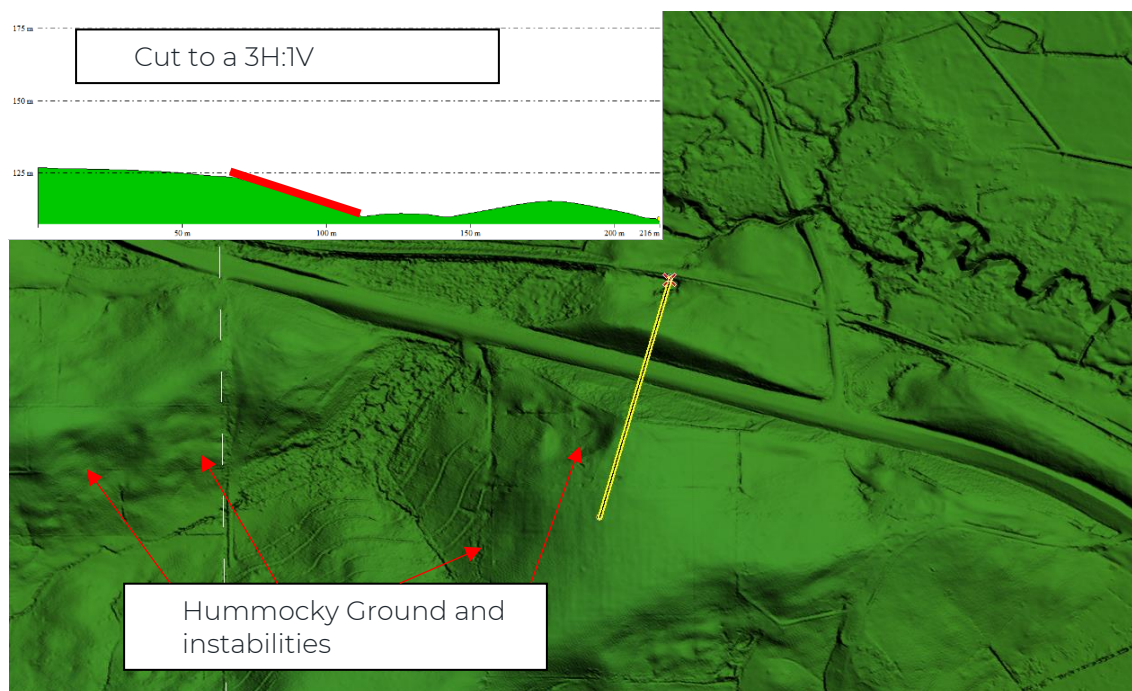 175 m
Cut to a 3H:1V
150 m
125 m
50 m
100 m
150 m
200 m
216 m
Hummocky Ground and
instabilities